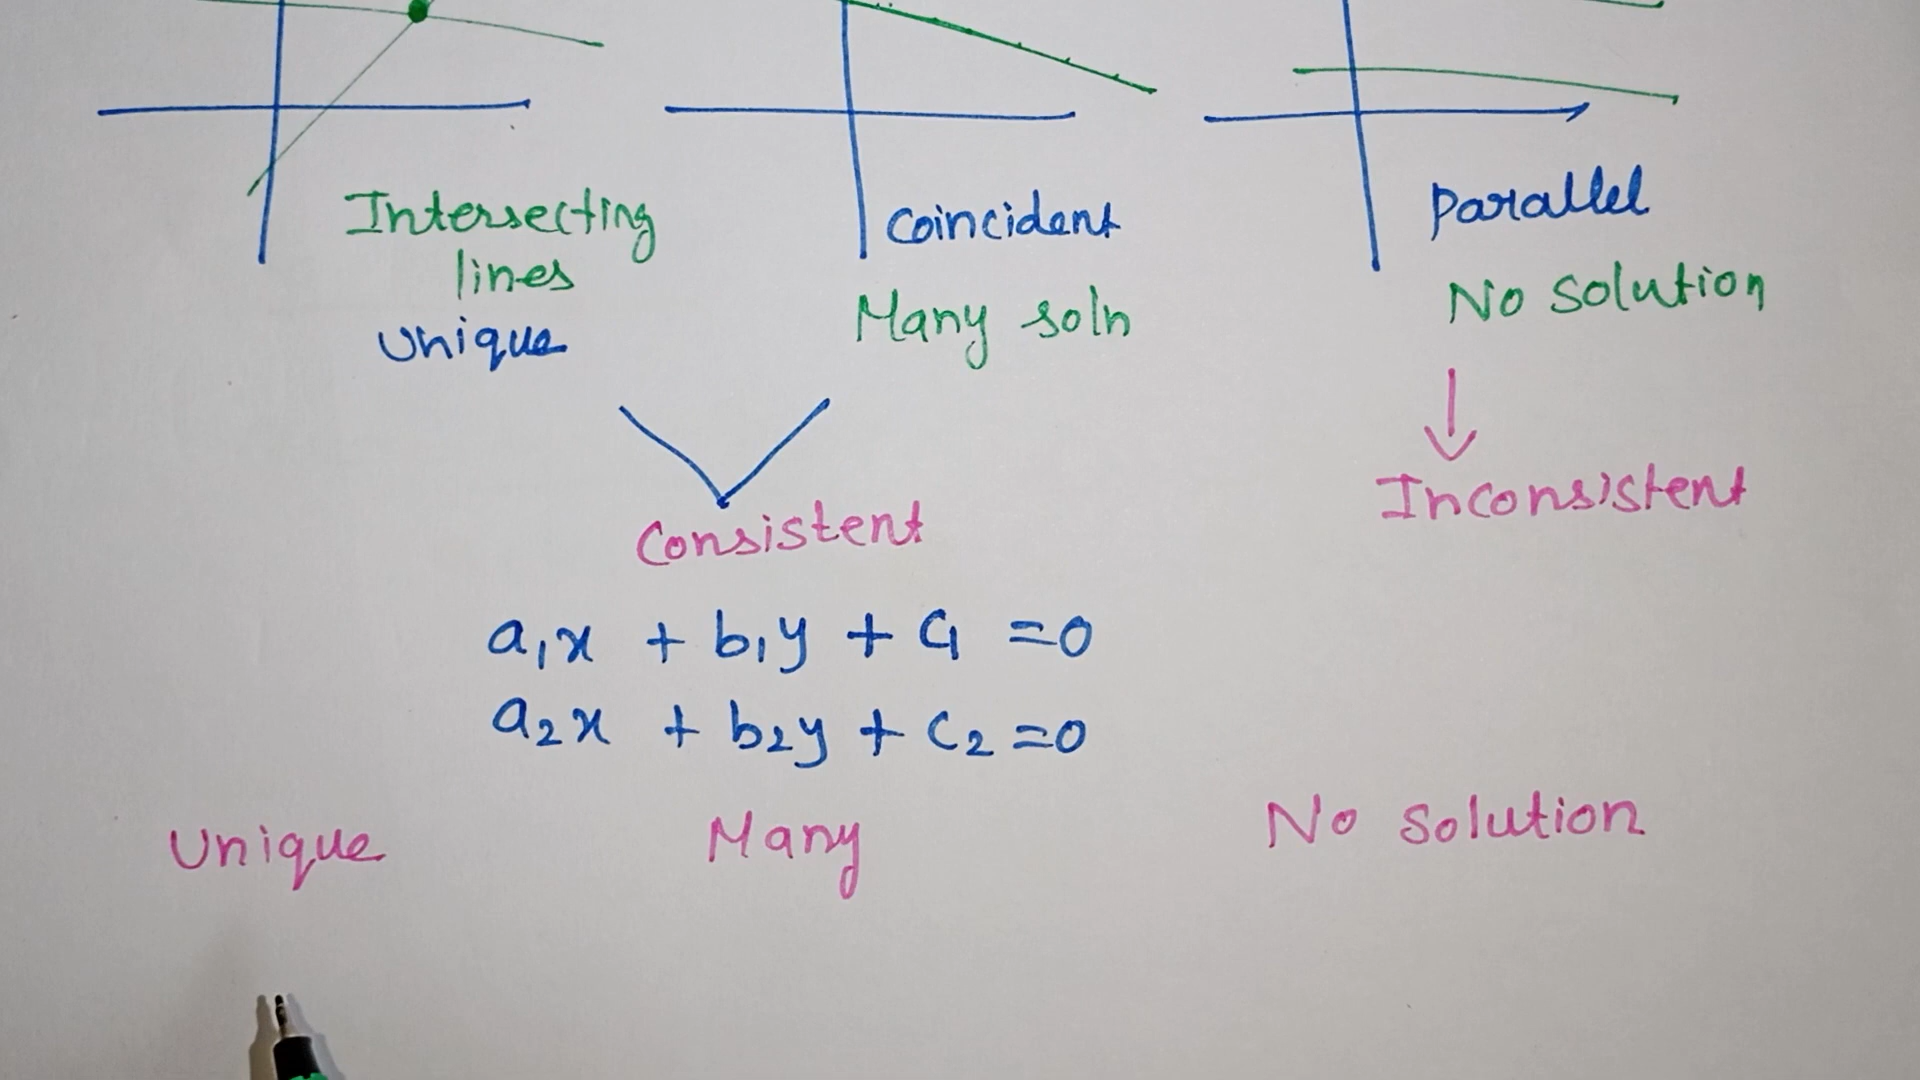 Intersecting
lines
Unique
Coincident
Many soln
Parallel
No solution
Consistent
Inconsistent
a₁x + b₁y + c₁ =0
a₂x + b₂y + c₂ =0
Unique
Many
No solution